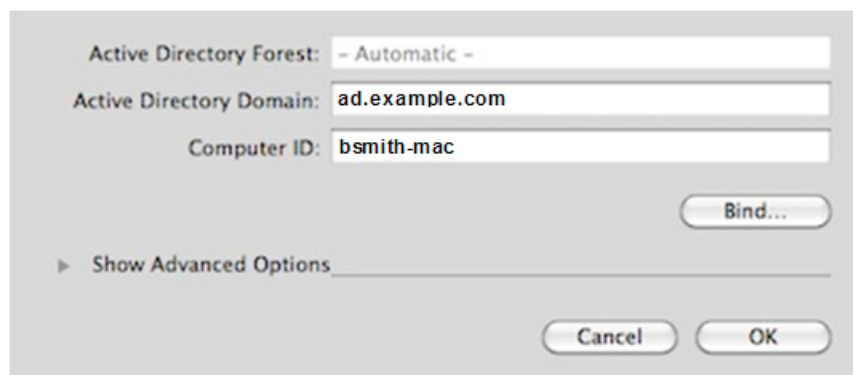 Active Directory Forest: - Automatic -
Active Directory Domain: ad.example.com
Computer ID: bsmith-mac
Bind...
Show Advanced Options
Cancel OK